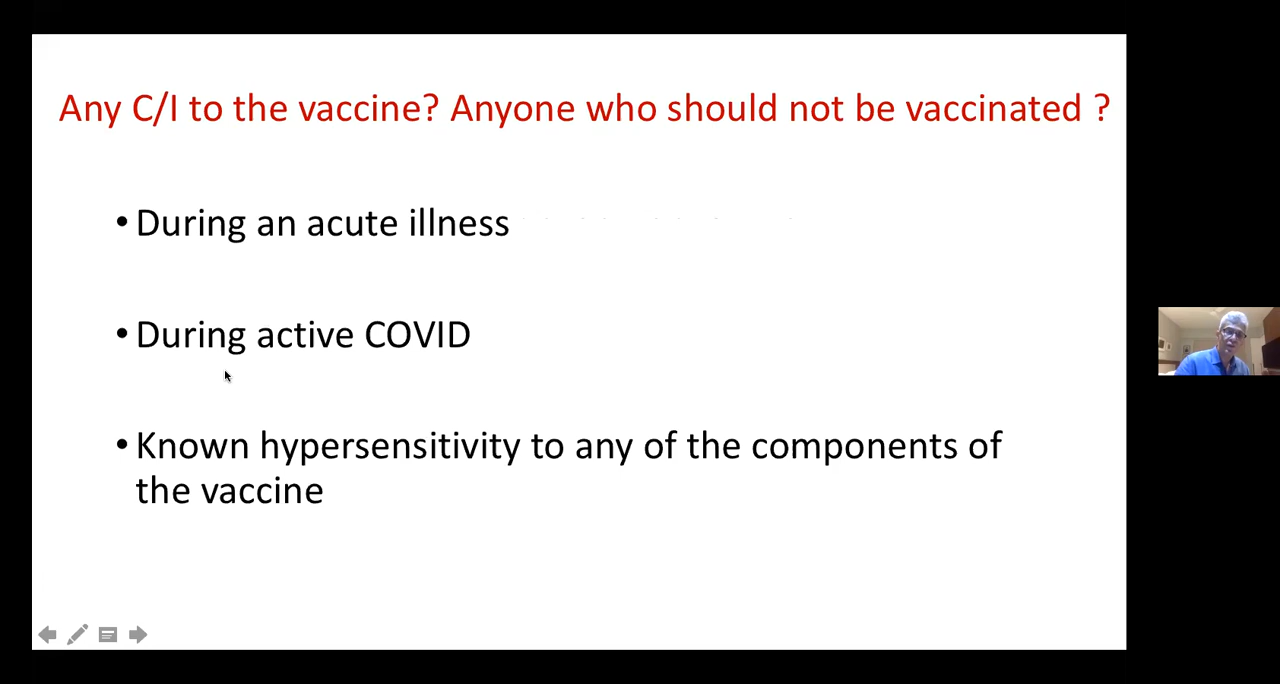 Any C/I to the vaccine? Anyone who should not be vaccinated ?
• During an acute illness
• During active COVID
• Known hypersensitivity to any of the components of
the vaccine